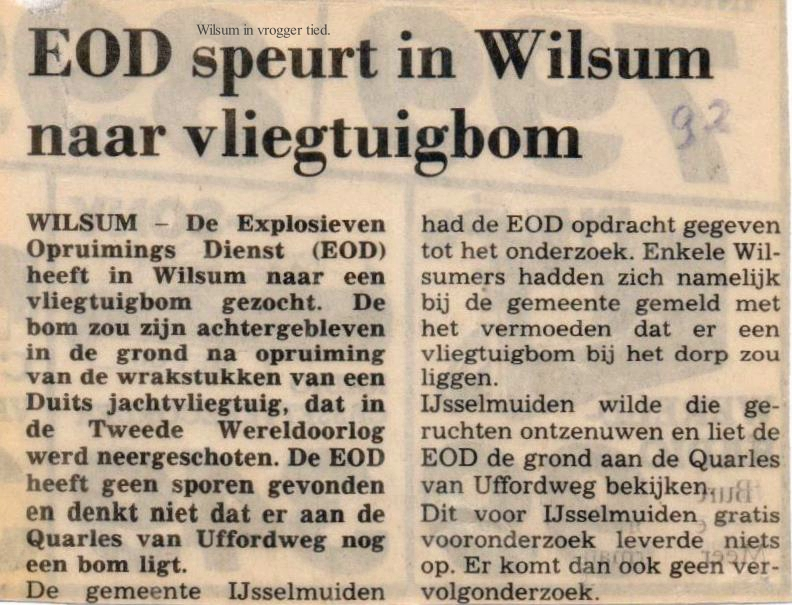 Wilsum in vrogger tied.
EOD speurt in Wilsum
naar vliegtuigbom
92
WILSUM – De Explosieven
Opruimings Dienst (EOD)
heeft in Wilsum naar een
vliegtuigbom gezocht. De
bom zou zijn achtergebleven
in de grond na opruiming
van de wrakstukken van een
Duits jachtvliegtuig, dat in
de Tweede Wereldoorlog
werd neergeschoten. De EOD
heeft geen sporen gevonden
en denkt niet dat er aan de
Quarles van Uffordweg nog
een bom ligt.
De gemeente IJsselmuiden
had de EOD opdracht gegeven
tot het onderzoek. Enkele Wil-
sumers hadden zich namelijk
bij de gemeente gemeld met
het vermoeden dat er een
vliegtuigbom bij het dorp zou
liggen.
IJsselmuiden wilde die ge-
ruchten ontzenuwen en liet de
EOD de grond aan de Quarles
van Uffordweg bekijken.
Dit voor IJsselmuiden gratis
vooronderzoek leverde niets
op. Er komt dan ook geen ver-
volgonderzoek.